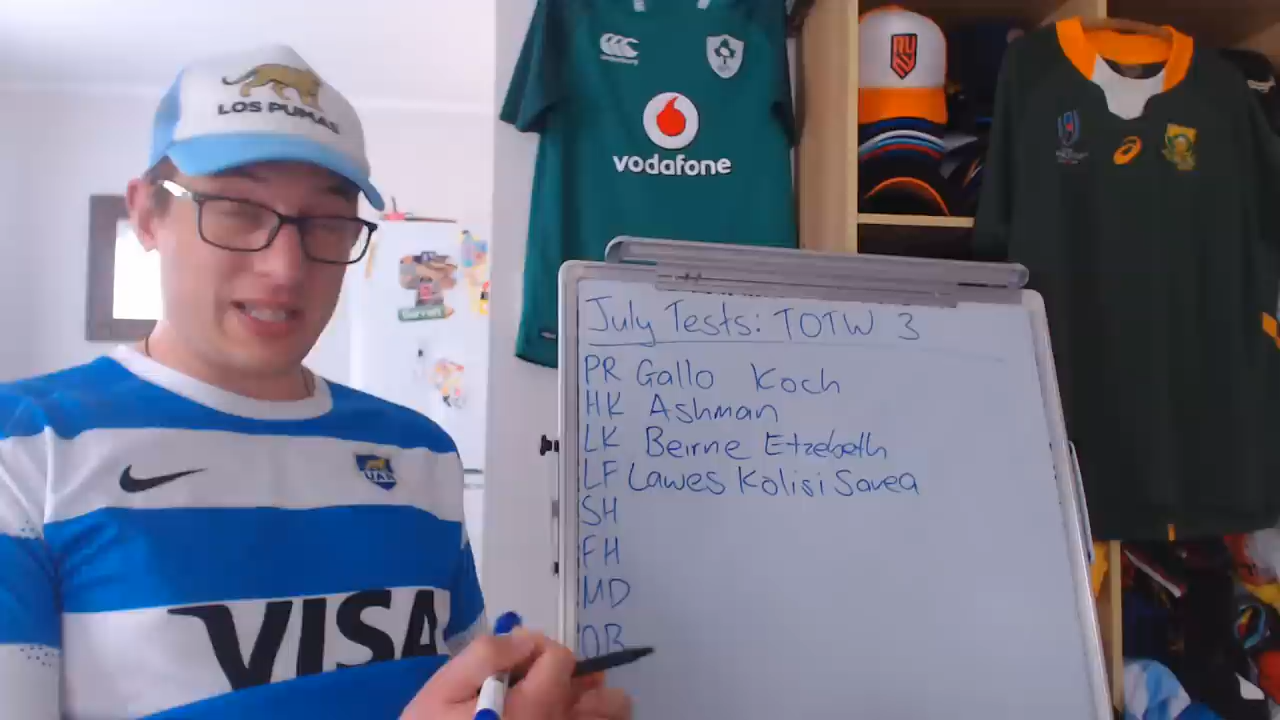 LOS PUMAS
UAR
VISA
vodafone
July Tests: TOTW 3
PR Gallo Koch
HK Ashman
LK Beirne Etzebeth
LF Lawes Kolisi Savea
SH
FH
MD
OB